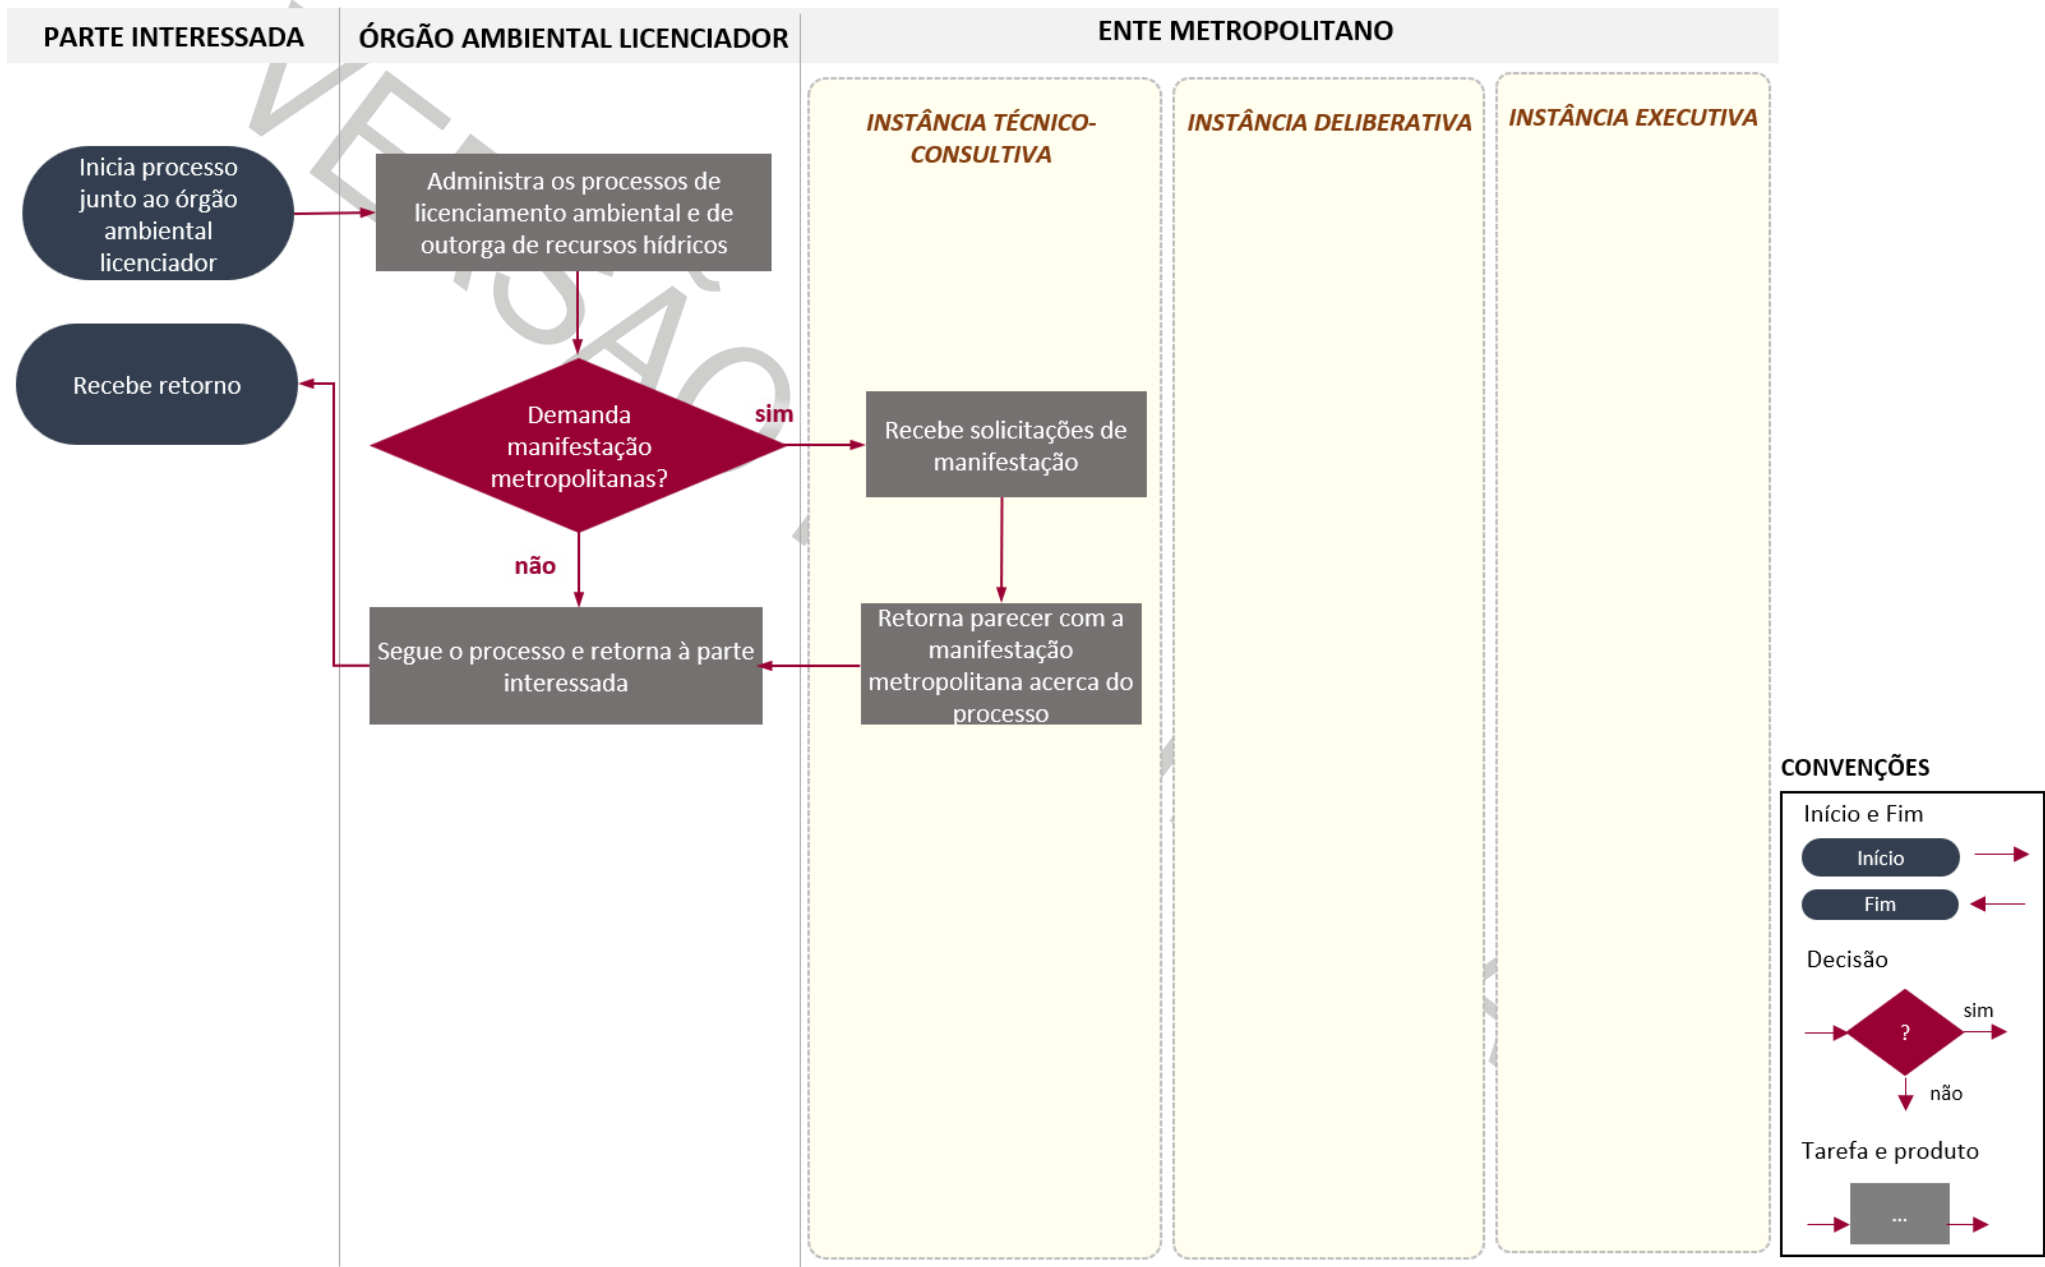 PARTE INTERESSADA
ÓRGÃO AMBIENTAL LICENCIADOR
ENTE METROPOLITANO
INSTÂNCIA TÉCNICO-
CONSULTIVA
INSTÂNCIA DELIBERATIVA
INSTÂNCIA EXECUTIVA
Inicia processo
junto ao órgão
ambiental
licenciador
Administra os processos de
licenciamento ambiental e de
outorga de recursos hídricos
Recebe retorno
Demanda
manifestação
metropolitanas?
sim
não
Recebe solicitações de
manifestação
Segue o processo e retorna à parte
interessada
Retorna parecer com a
manifestação
metropolitana acerca do
processo
VERSÃO
CONVENÇÕES
Início e Fim
Início
Fim
Decisão
?
sim
não
Tarefa e produto
...